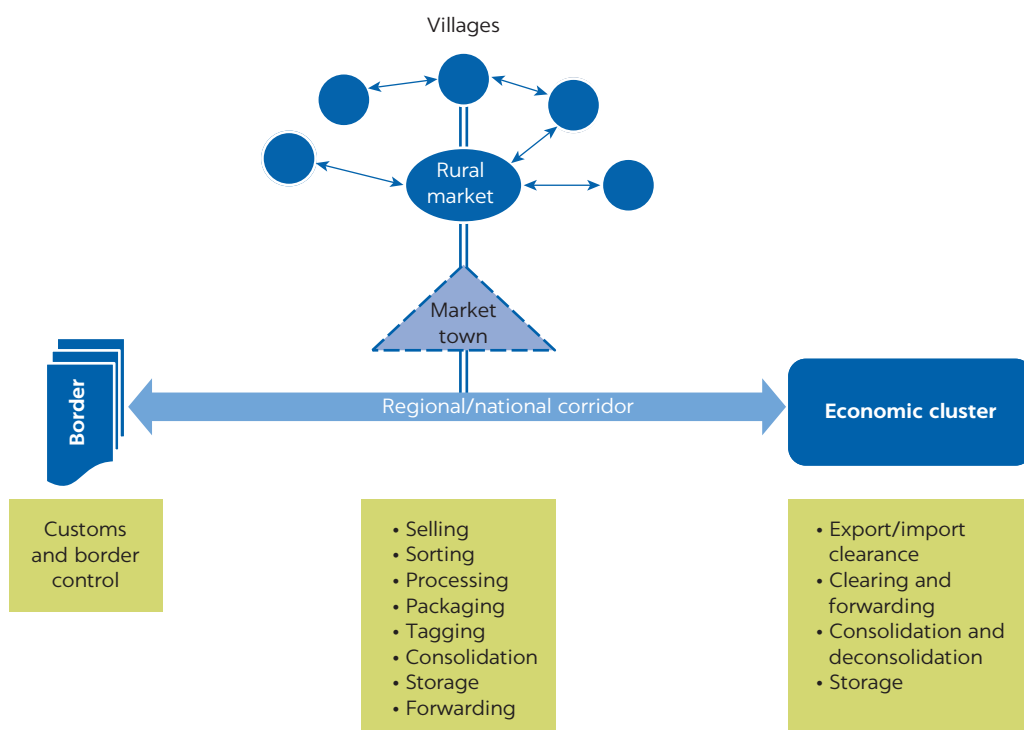 Villages
Rural
market
Market
town
Border
Regional/national corridor
Economic cluster
Customs
and border
control
• Selling
• Sorting
• Processing
• Packaging
• Tagging
• Consolidation
• Storage
• Forwarding
• Export/import
clearance
• Clearing and
forwarding
• Consolidation and
deconsolidation
• Storage